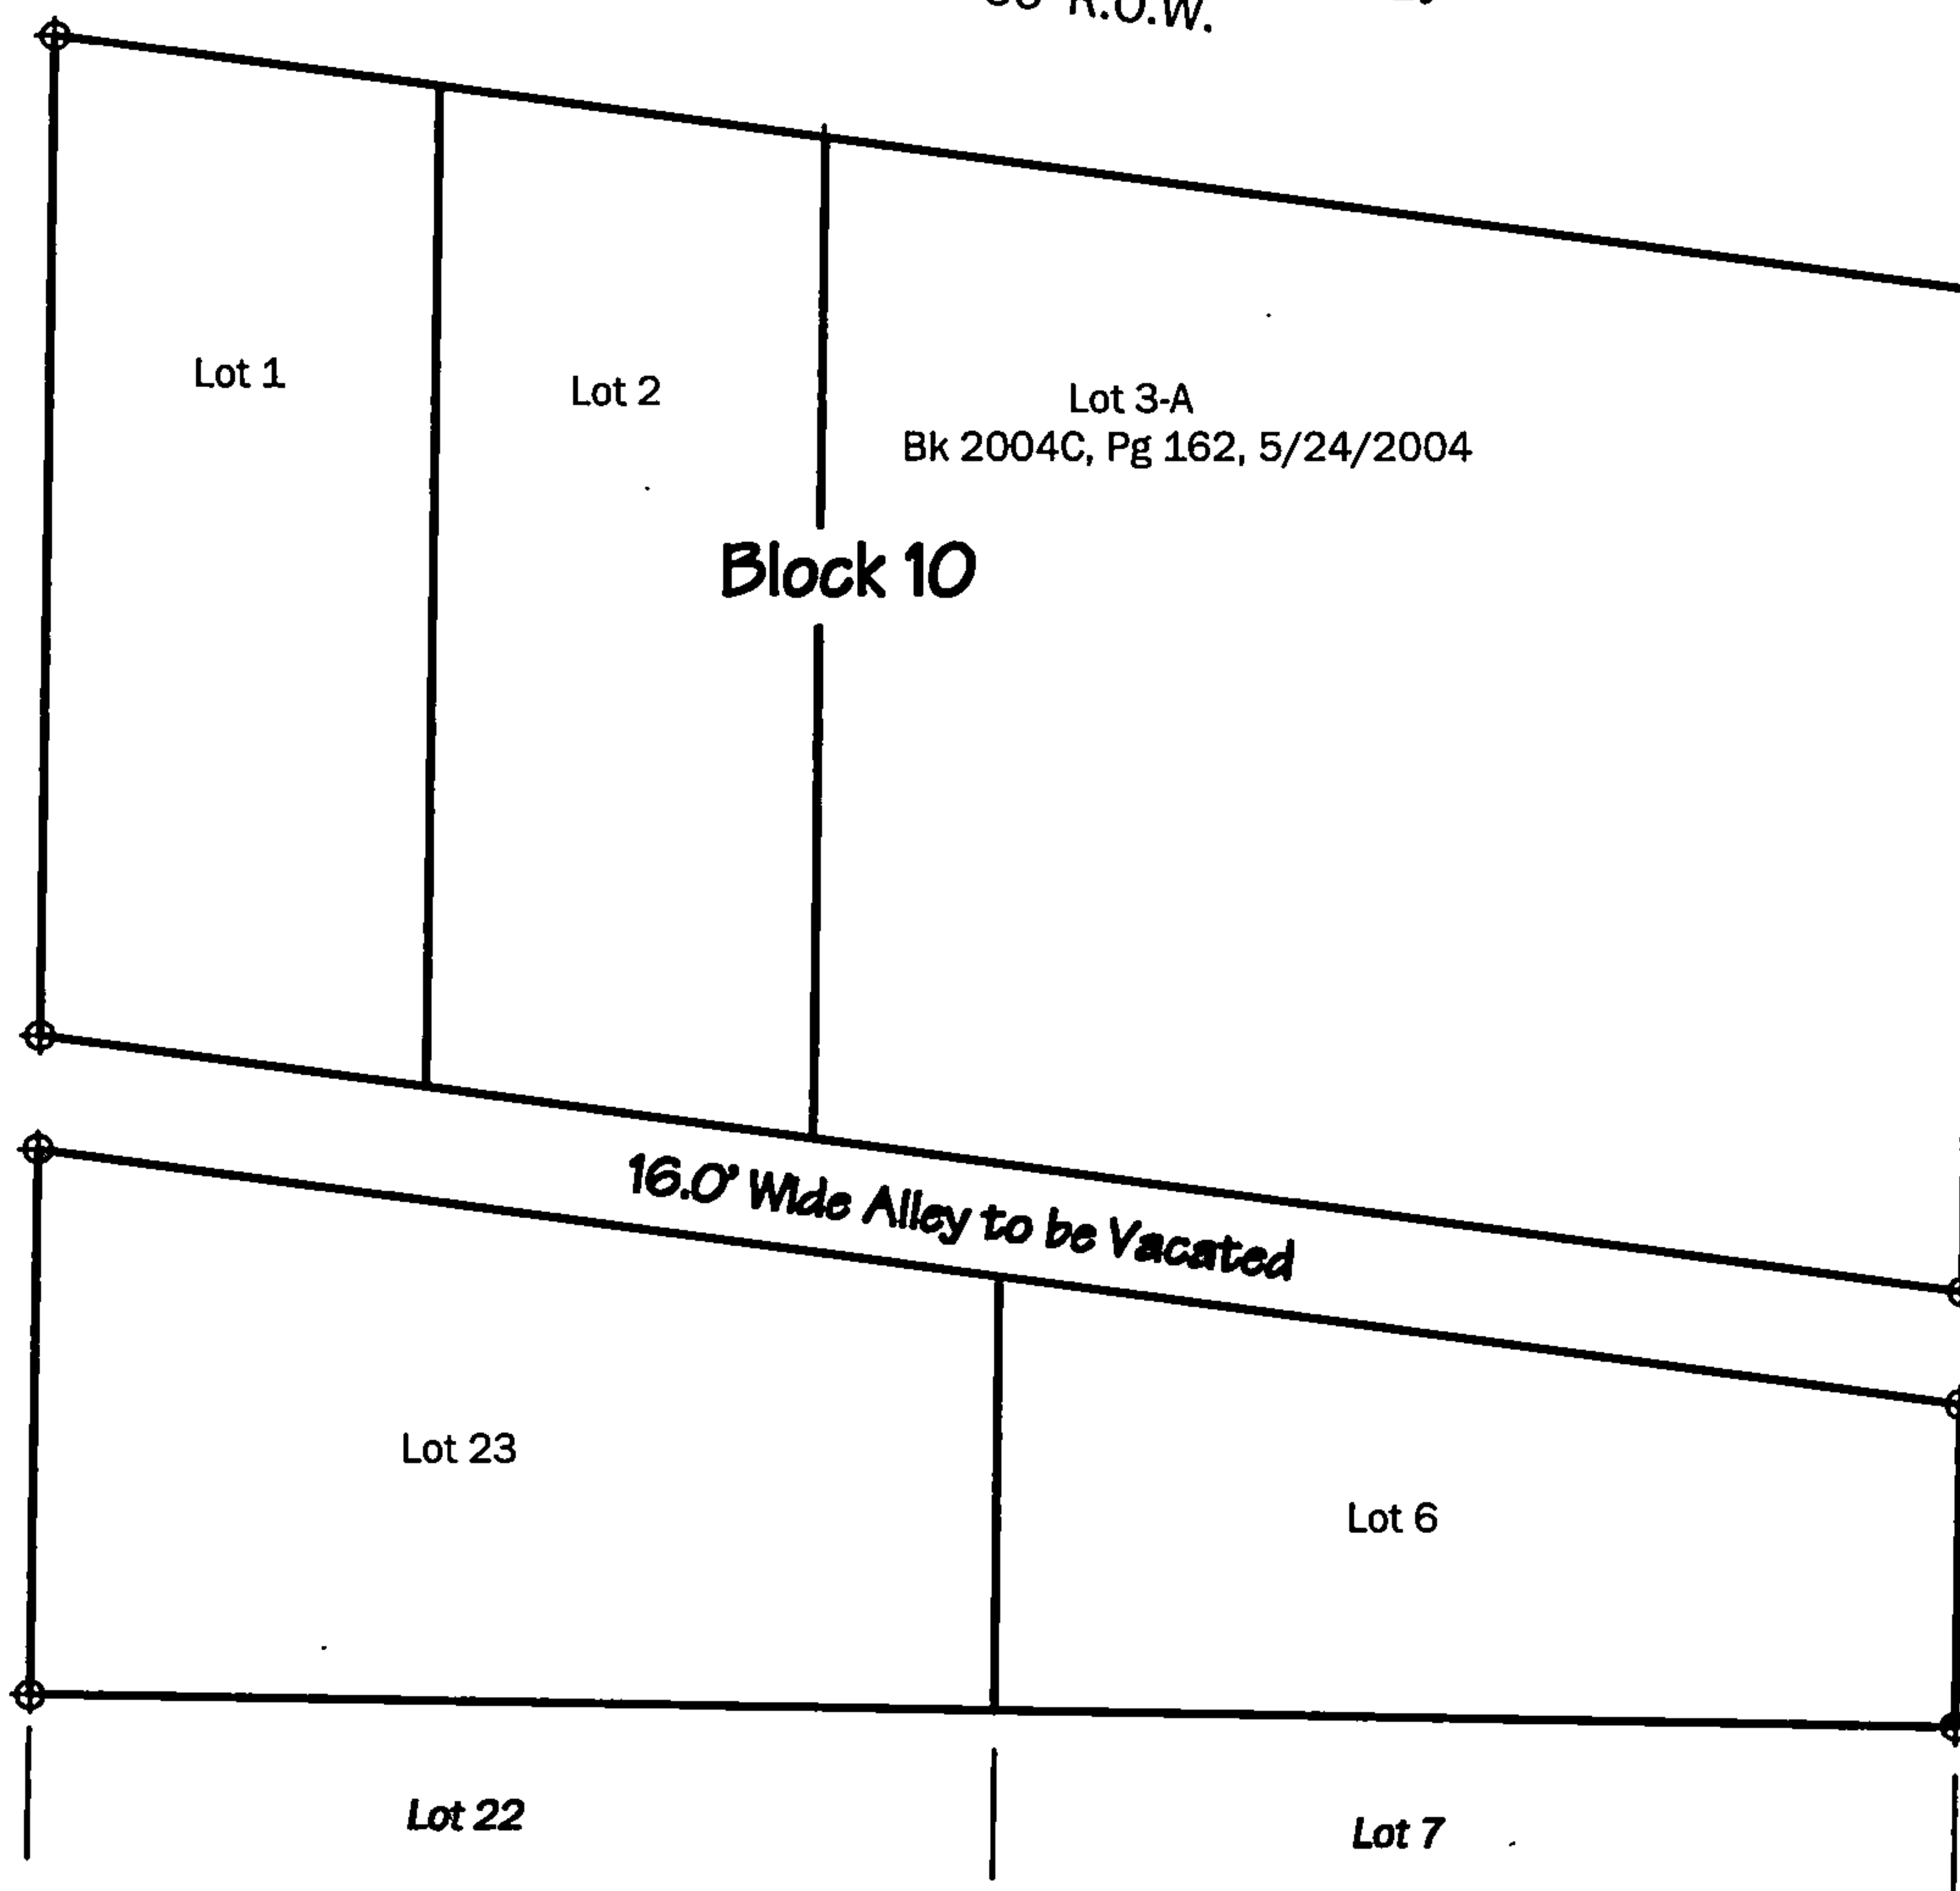 R.O.W.
Lot 1
Lot 2
Lot 3-A
Bk 2004C, Pg 162, 5/24/2004
Block 10
16.0' Wide Alley to be Vacated
Lot 23
Lot 6
Lot 22
Lot 7